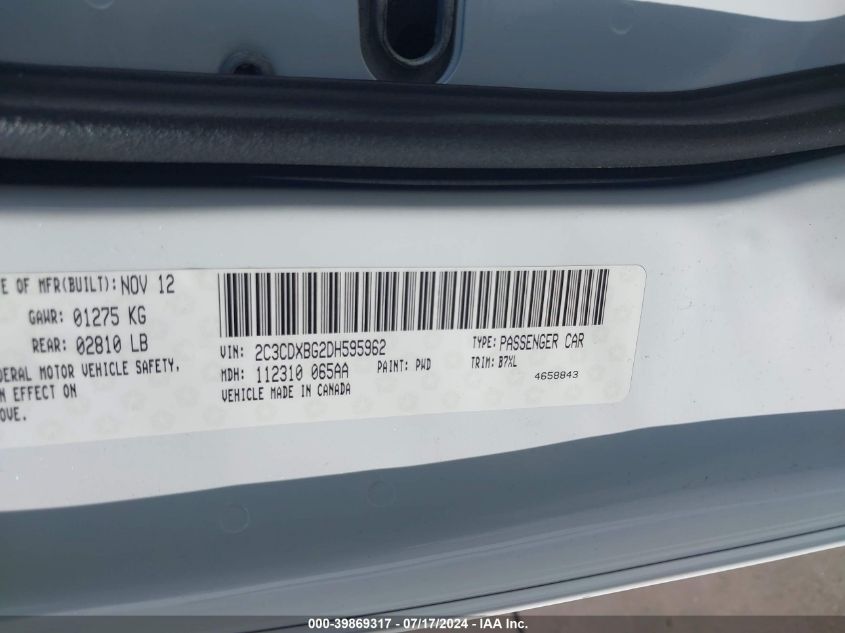 E OF MFR(BUILT): NOV 12
GAWR: 01275 KG
REAR: 02810 LB
DERAL MOTOR VEHICLE SAFETY,
N EFFECT ON
OVE.
VIN: 2C3CDXBG2DH595962
TYPE: PASSENGER CAR
MDH: 112310 065AA
PAINT: PWD
TRIM: B7XL
VEHICLE MADE IN CANADA
4658843
000-39869317 - 07/17/2024 - IAA Inc.